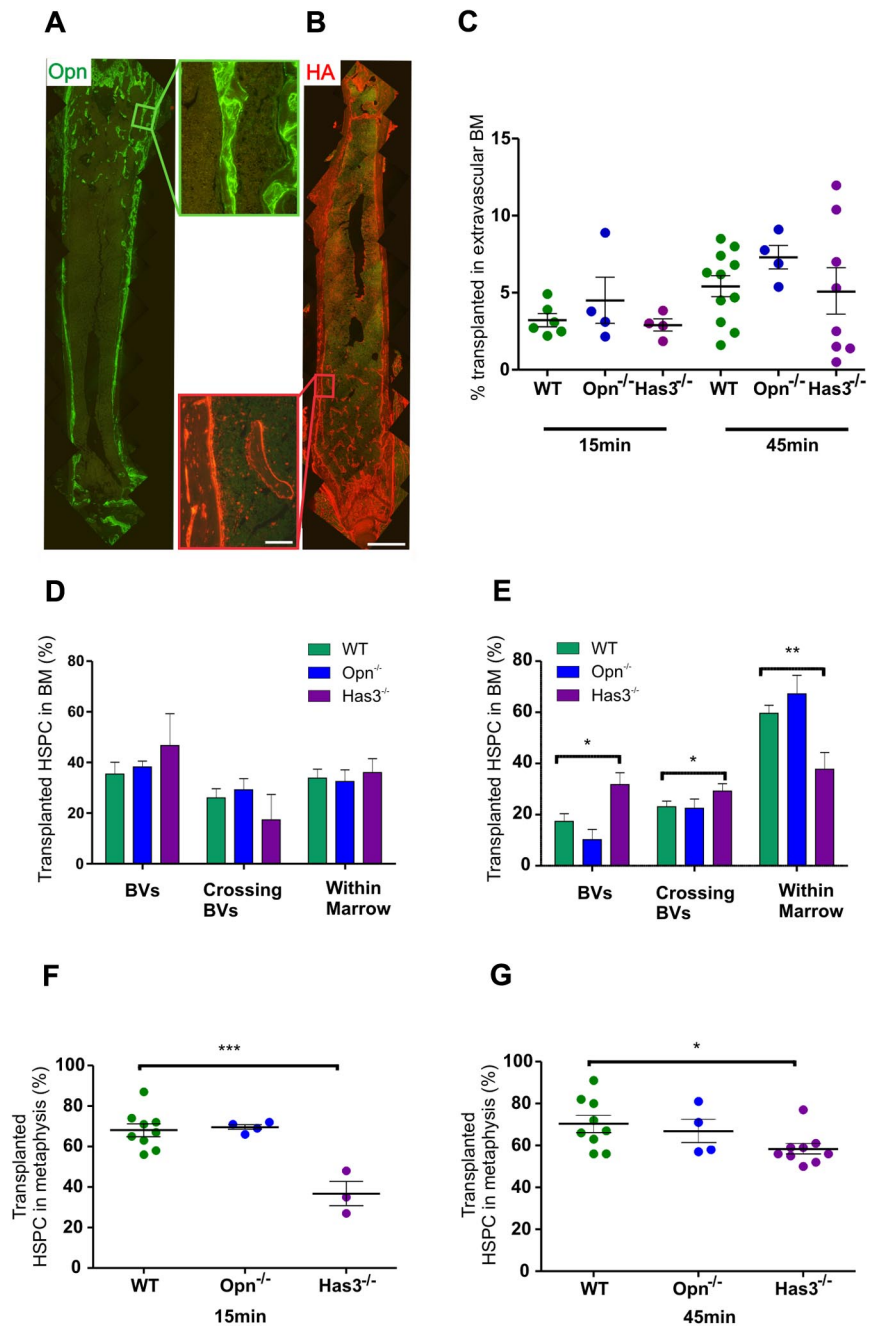 A
Opn
B
HA
C
% transplanted in extravascular BM
15
10
5
0
WT
Opn-/-
Has3-/-
WT
Opn-/-
Has3-/-
15min
45min
D
Transplanted HSPC in BM (%)
80
60
40
20
0
WT
Opn-/-
Has3-/-
BVs
Crossing
BVs
Within
Marrow
E
Transplanted HSPC in BM (%)
80
60
40
20
0
WT
Opn-/-
Has3-/-
*
*
**
BVs
Crossing
BVs
Within
Marrow
F
Transplanted
HSPC in metaphysis (%)
100
80
60
40
20
0
***
WT
Opn-/-
Has3-/-
15min
G
Transplanted
HSPC in metaphysis (%)
100
80
60
40
20
0
*
WT
Opn-/-
Has3-/-
45min